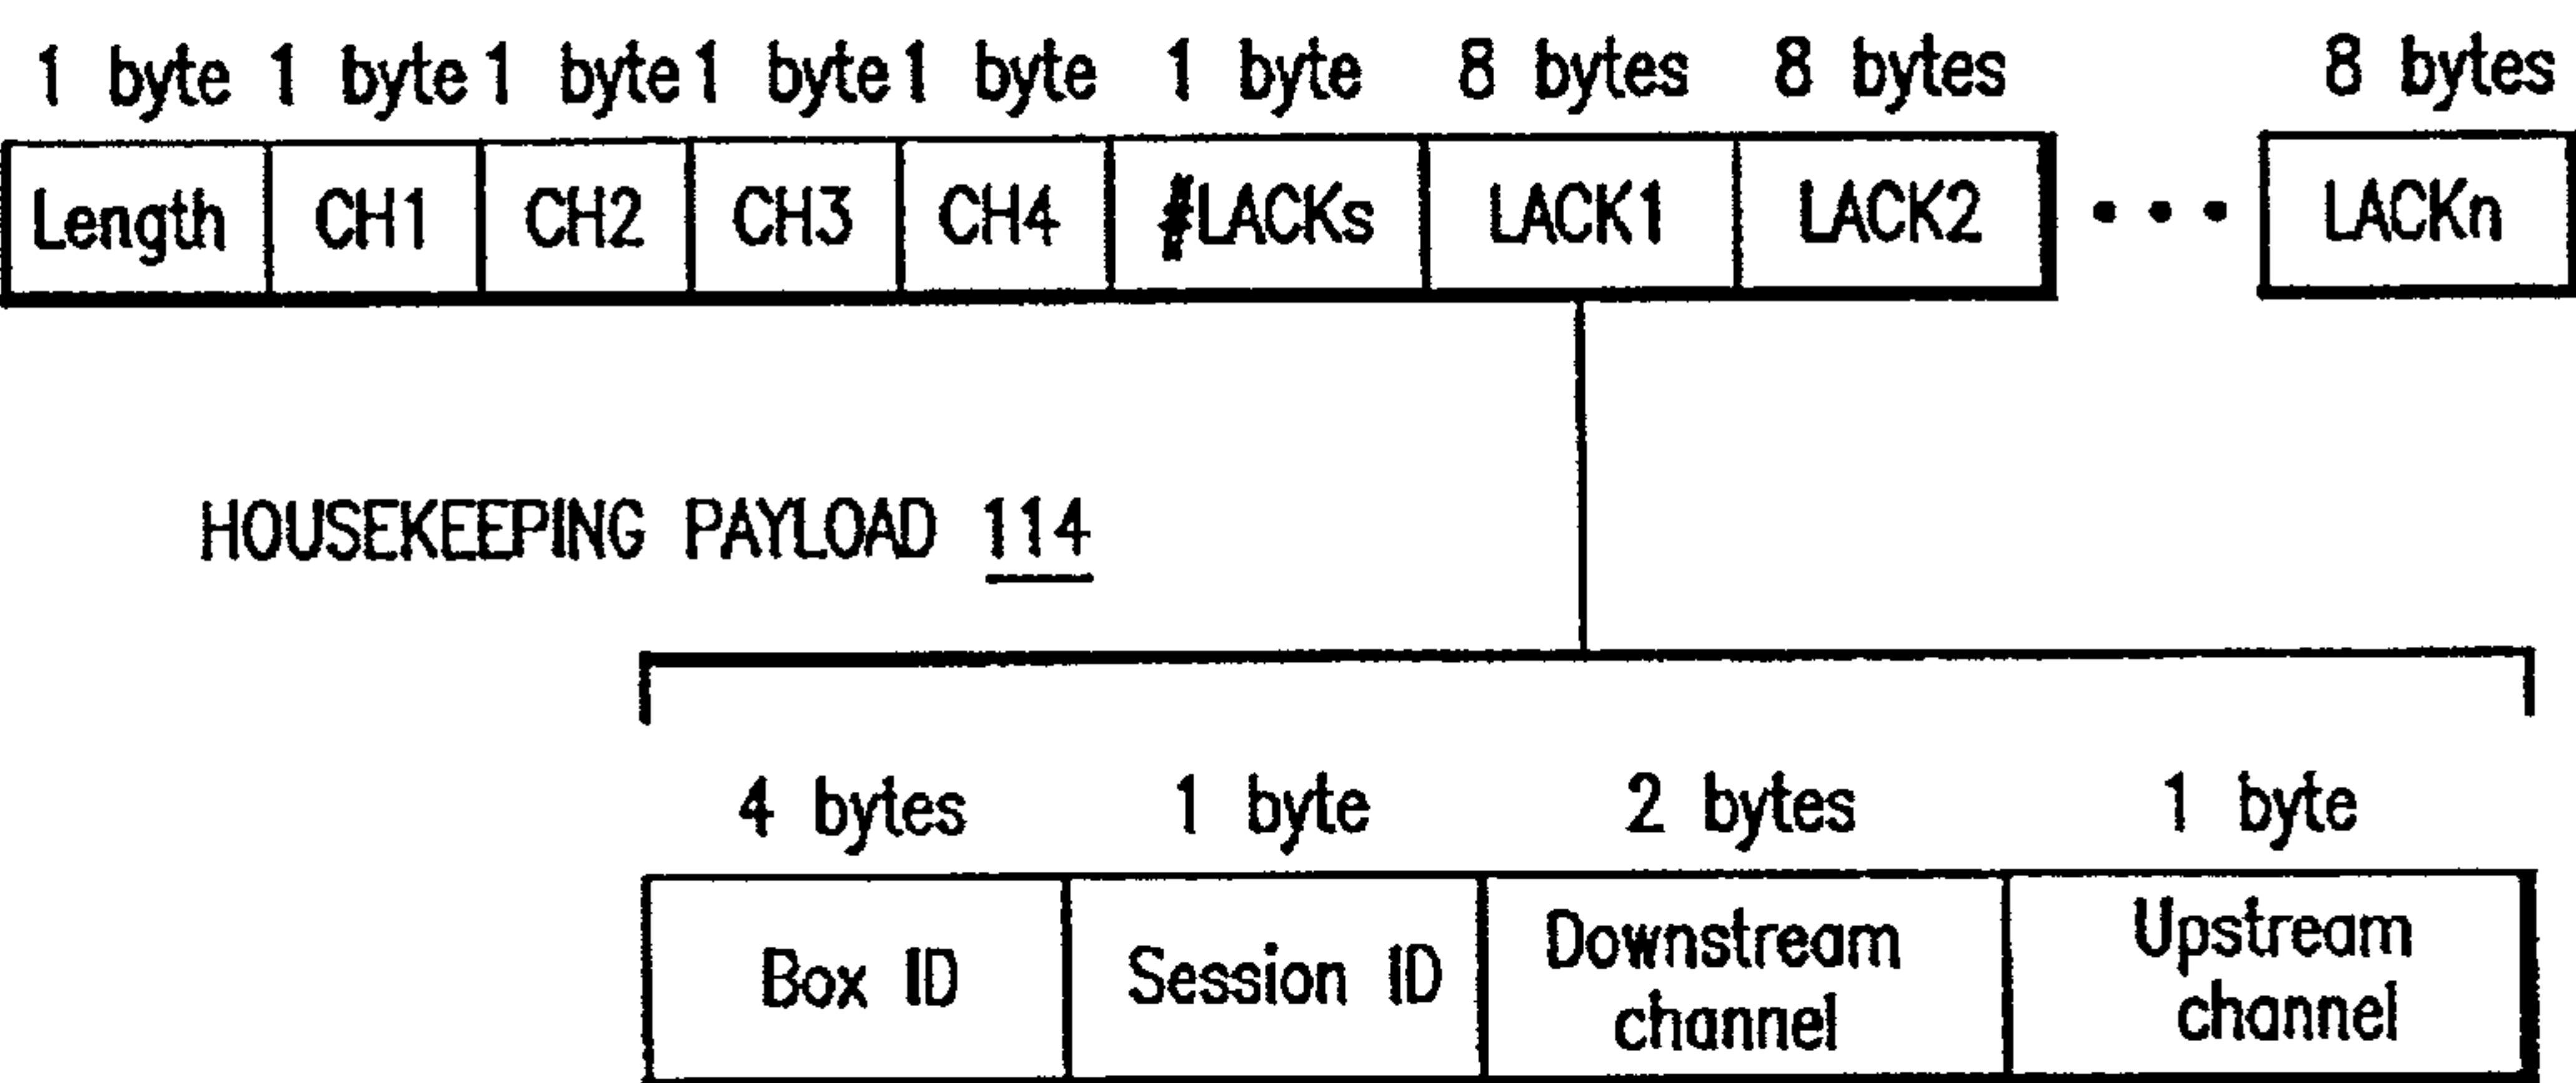 1 byte 1 byte 1 byte 1 byte 1 byte 1 byte 8 bytes 8 bytes 8 bytes
Length CH1 CH2 CH3 CH4 #LACKs LACK1 LACK2 • • • LACKn
HOUSEKEEPING PAYLOAD 114
4 bytes 1 byte 2 bytes 1 byte
Box ID Session ID Downstream channel Upstream channel